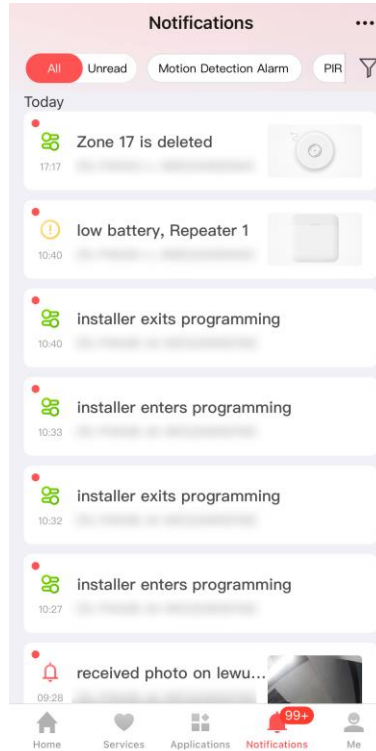 Notifications
All Unread Motion Detection Alarm PIR
Today
Zone 17 is deleted
17:17
low battery, Repeater 1
10:40
installer exits programming
10:40
installer enters programming
10:33
installer exits programming
10:32
installer enters programming
10:27
received photo on lewu...
09:28
99+
Home Services Applications Notifications Me